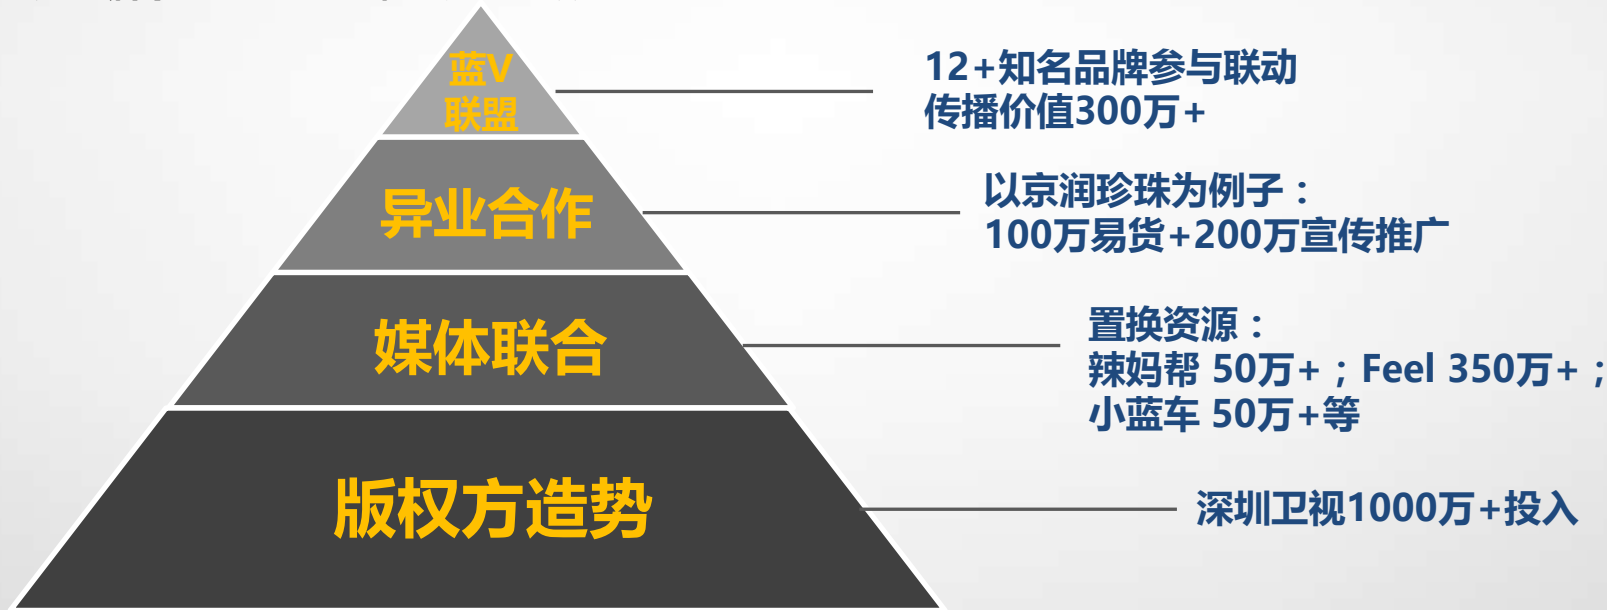 蓝V
联盟
12+知名品牌参与联动
传播价值300万+
异业合作
以京润珍珠为例子：
100万易货+200万宣传推广
媒体联合
置换资源：
辣妈帮 50万+；Feel 350万+；
小蓝车 50万+等
版权方造势
深圳卫视1000万+投入